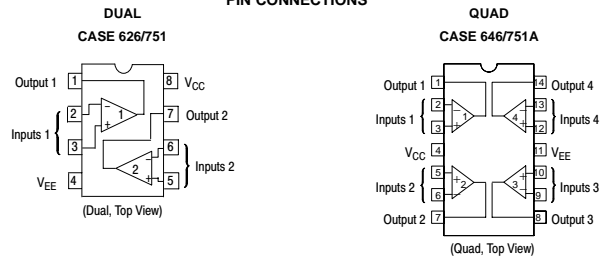 PIN CONNECTIONS
DUAL
CASE 626/751
Output 1 1 8 VCC
2 - 1 7 Output 2
Inputs 1 +
3 - 6
2 Inputs 2
VEE 4 + 5
(Dual, Top View)
QUAD
CASE 646/751A
Output 1 1 14 Output 4
2 - - 13
Inputs 1 1 4 Inputs 4
3 + + 12
VCC 4 11 VEE
5 + + 10
Inputs 2 2 3 Inputs 3
6 - - 9
Output 2 7 8 Output 3
(Quad, Top View)